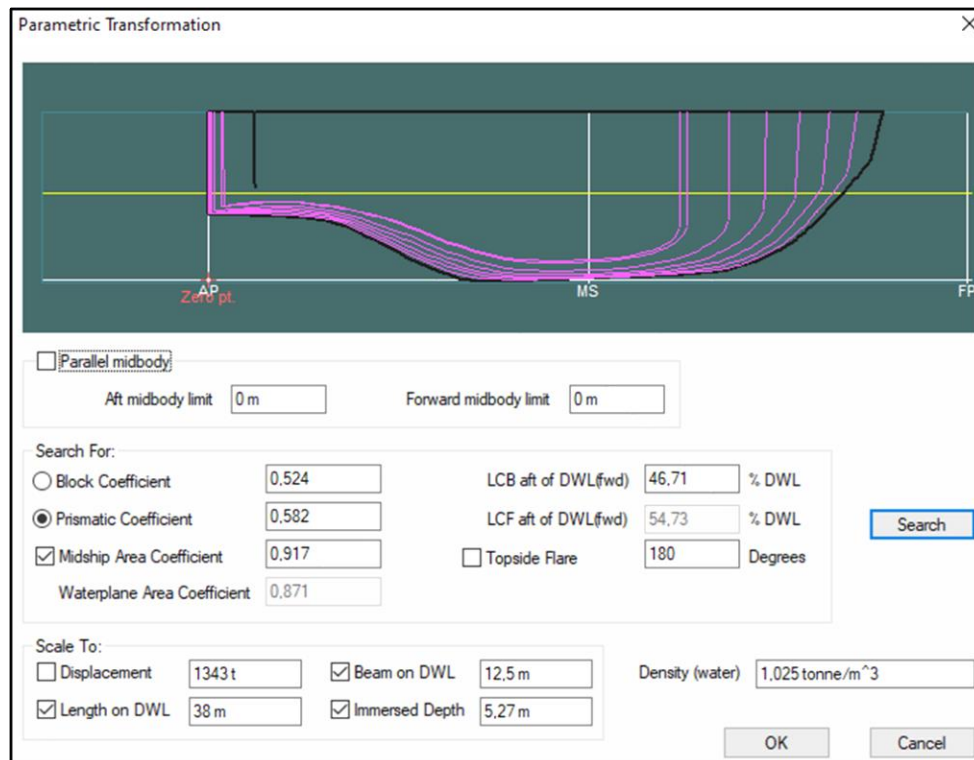 Parametric Transformation
AP
Zero pt.
MS
FP
Parallel midbody
Aft midbody limit 0 m Forward midbody limit 0 m
Search For:
Block Coefficient 0,524 LCB aft of DWL(fwd) 46,71 % DWL
Prismatic Coefficient 0,582 LCF aft of DWL(fwd) 54,73 % DWL Search
Midship Area Coefficient 0,917 Topside Flare 180 Degrees
Waterplane Area Coefficient 0,871
Scale To:
Displacement 1343 t Beam on DWL 12,5 m Density (water) 1,025 tonne/m^3
Length on DWL 38 m Immersed Depth 5,27 m
OK Cancel